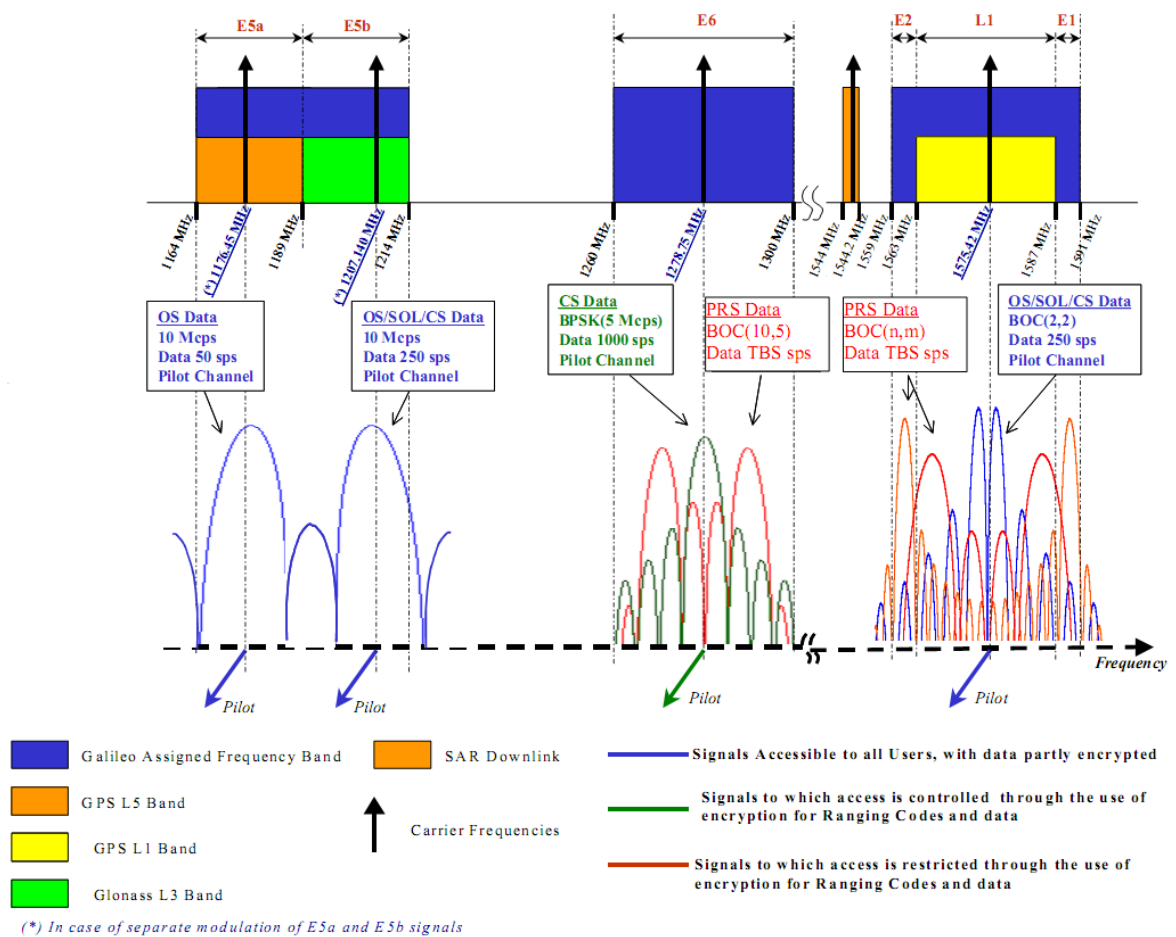 E5a E5b E6 E2 L1 E1
1164 MHz
(*) 1176.45 MHz
1189 MHz
(*) 1207.140 MHz
1214 MHz
1260 MHz
1278.75 MHz
1300 MHz
1544 MHz
1544.2 MHz
1559 MHz
1563 MHz
1575.42 MHz
1587 MHz
1591 MHz
OS Data
10 Mcps
Data 50 sps
Pilot Channel
OS/SOL/CS Data
10 Mcps
Data 250 sps
Pilot Channel
CS Data
BPSK(5 Mcps)
Data 1000 sps
Pilot Channel
PRS Data
BOC(10,5)
Data TBS sps
PRS Data
BOC(n,m)
Data TBS sps
OS/SOL/CS Data
BOC(2,2)
Data 250 sps
Pilot Channel
Frequency
Pilot
Pilot
Pilot
Pilot
Galileo Assigned Frequency Band
GPS L5 Band
GPS L1 Band
Glonass L3 Band
SAR Downlink
Carrier Frequencies
Signals Accessible to all Users, with data partly encrypted
Signals to which access is controlled through the use of
encryption for Ranging Codes and data
Signals to which access is restricted through the use of
encryption for Ranging Codes and data
(*) In case of separate modulation of E5a and E5b signals